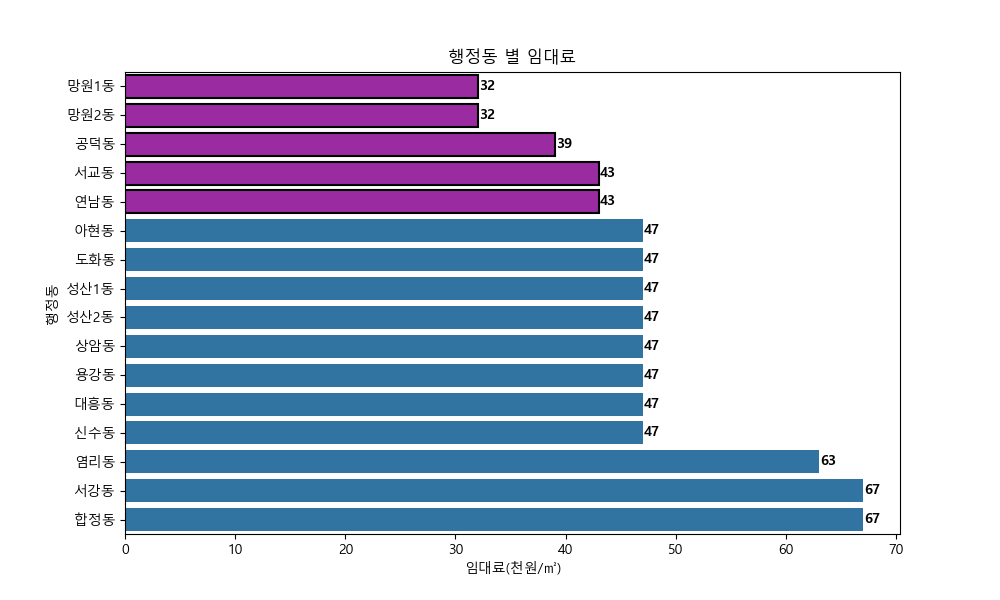 행정동 별 임대료
망원1동 32
망원2동 32
공덕동 39
서교동 43
연남동 43
아현동 47
도화동 47
성산1동 47
성산2동 47
상암동 47
용강동 47
대흥동 47
신수동 47
염리동 63
서강동 67
합정동 67
행정동
0 10 20 30 40 50 60 70
임대료(천원/㎡)